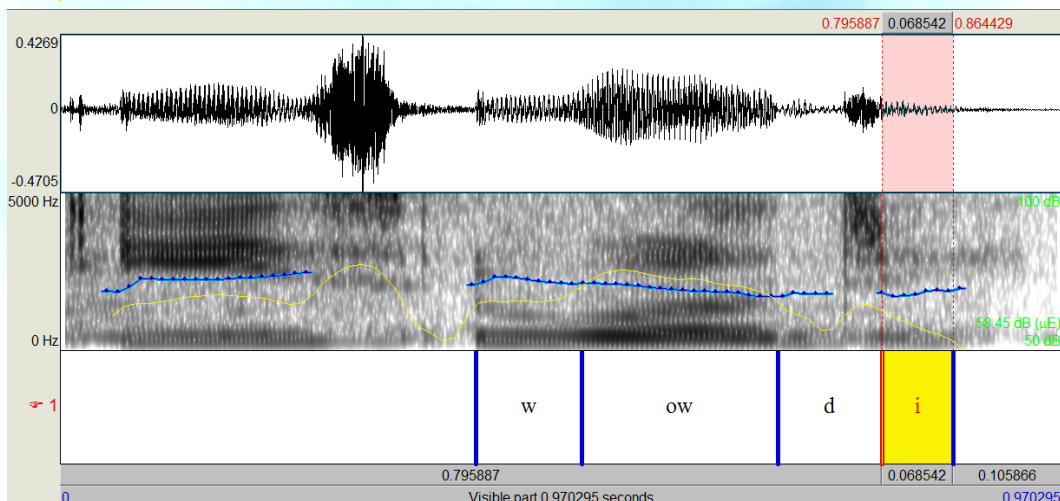 0.795887 0.068542 0.864429
0.4269
0
-0.4705
5000 Hz 100 dB
58.45 dB (µE)
0 Hz 50 dB
☞ 1 w ow d i
0.795887 0.068542 0.105866
0 Visible part 0.970295 seconds 0.970295